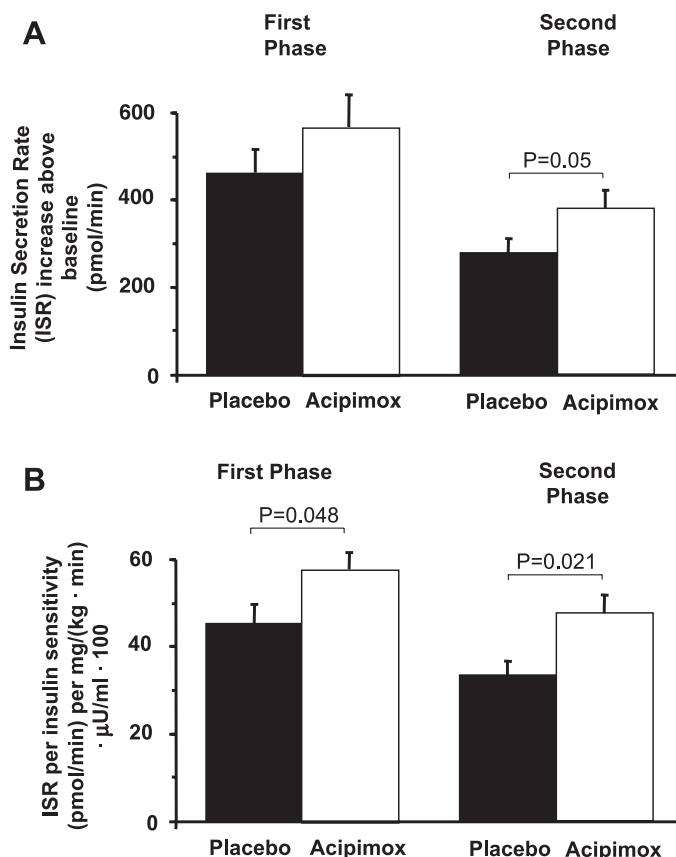 A
First
Phase
Second
Phase
Insulin Secretion Rate
(ISR) increase above
baseline
(pmol/min)
600
400
200
0
P=0.05
Placebo Acipimox
Placebo Acipimox
B
First Phase
Second
Phase
ISR per insulin sensitivity
(pmol/min) per mg/(kg · min)
· µU/ml · 100
60
40
20
0
P=0.048
P=0.021
Placebo Acipimox
Placebo Acipimox